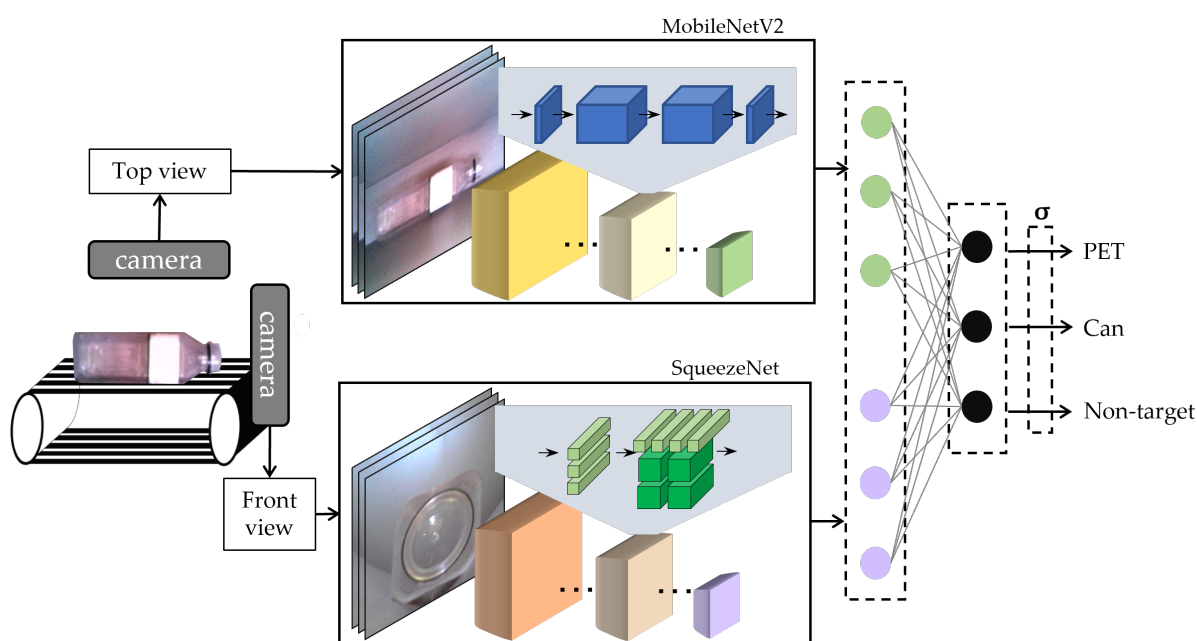 MobileNetV2
Top view
camera
camera
σ
PET
Can
Non-target
SqueezeNet
Front
view